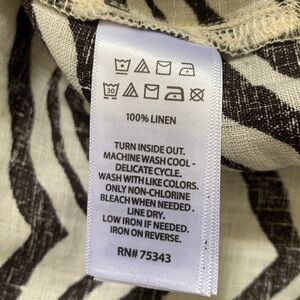 30
100% LINEN
TURN INSIDE OUT.
MACHINE WASH COOL -
DELICATE CYCLE.
WASH WITH LIKE COLORS.
ONLY NON-CHLORINE
BLEACH WHEN NEEDED.
LINE DRY.
LOW IRON IF NEEDED.
IRON ON REVERSE.
RN# 75343